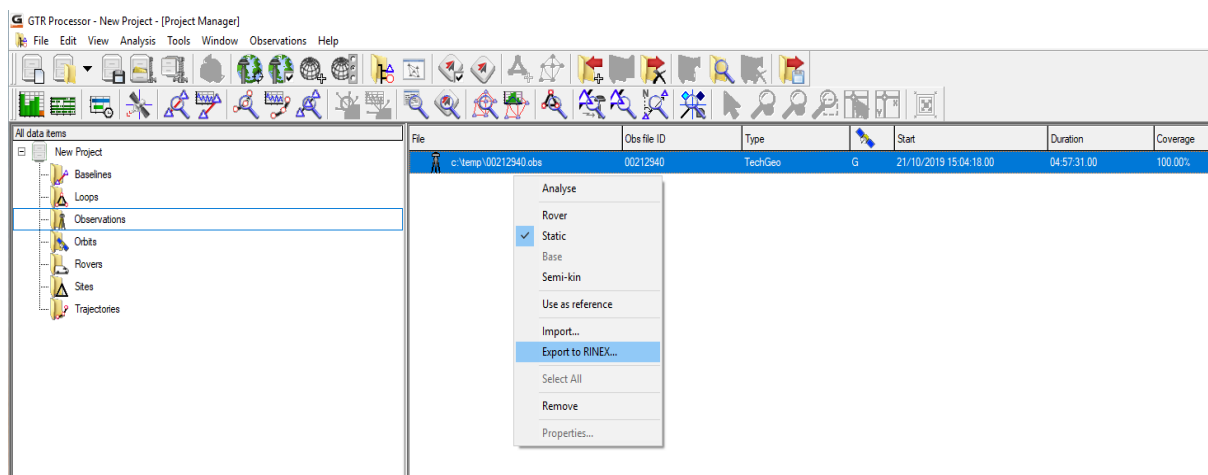 GTR Processor - New Project - [Project Manager]
File Edit View Analysis Tools Window Observations Help
All data items
New Project
Baselines
Loops
Observations
Orbits
Rovers
Sites
Trajectories
File Obs file ID Type Start Duration Coverage
c:\temp\00212940.obs 00212940 TechGeo G 21/10/2019 15:04:18.00 04:57:31.00 100.00%
Analyse
Rover
Static
Base
Semi-kin
Use as reference
Import...
Export to RINEX...
Select All
Remove
Properties...